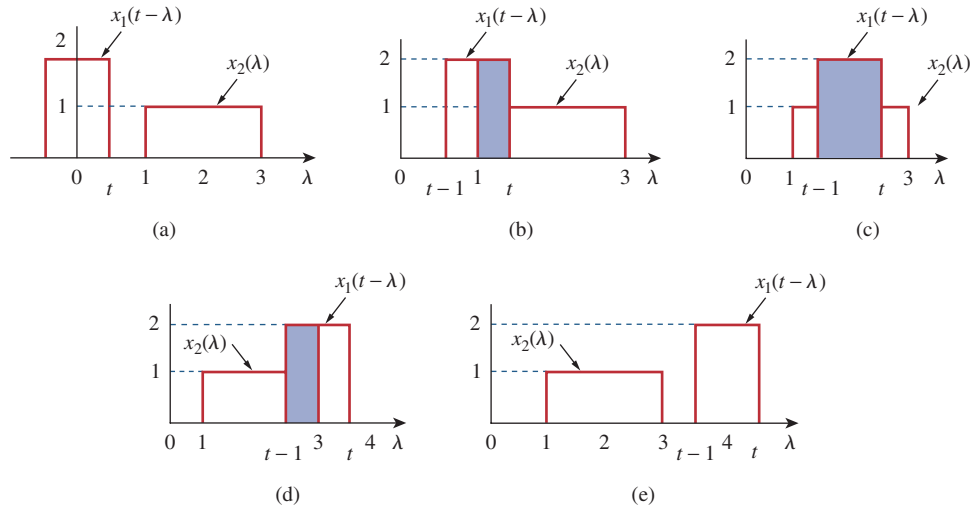 x₁(t − λ)
2
x₂(λ)
1
0 t 1 2 3 λ
(a)
x₁(t − λ)
2
x₂(λ)
1
0 t − 1 1 t 3 λ
(b)
x₁(t − λ)
2
x₂(λ)
1
0 1 t − 1 t 3 λ
(c)
x₁(t − λ)
2
x₂(λ)
1
0 1 t − 1 3 t 4 λ
(d)
x₁(t − λ)
2
x₂(λ)
1
0 1 2 3 t − 1 4 t λ
(e)